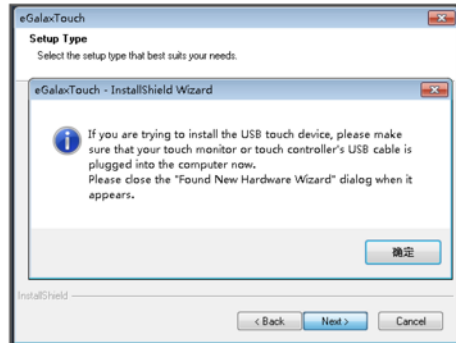 eGalaxTouch
Setup Type
Select the setup type that best suits your needs.
eGalaxTouch - InstallShield Wizard
If you are trying to install the USB touch device, please make
sure that your touch monitor or touch controller's USB cable is
plugged into the computer now.
Please close the "Found New Hardware Wizard" dialog when it
appears.
确定
InstallShield
< Back Next > Cancel